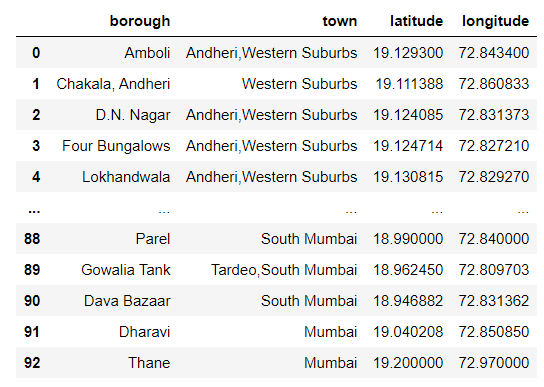 borough town latitude longitude
0 Amboli Andheri,Western Suburbs 19.129300 72.843400
1 Chakala, Andheri Western Suburbs 19.111388 72.860833
2 D.N. Nagar Andheri,Western Suburbs 19.124085 72.831373
3 Four Bungalows Andheri,Western Suburbs 19.124714 72.827210
4 Lokhandwala Andheri,Western Suburbs 19.130815 72.829270
... ... ... ... ...
88 Parel South Mumbai 18.990000 72.840000
89 Gowalia Tank Tardeo,South Mumbai 18.962450 72.809703
90 Dava Bazaar South Mumbai 18.946882 72.831362
91 Dharavi Mumbai 19.040208 72.850850
92 Thane Mumbai 19.200000 72.970000